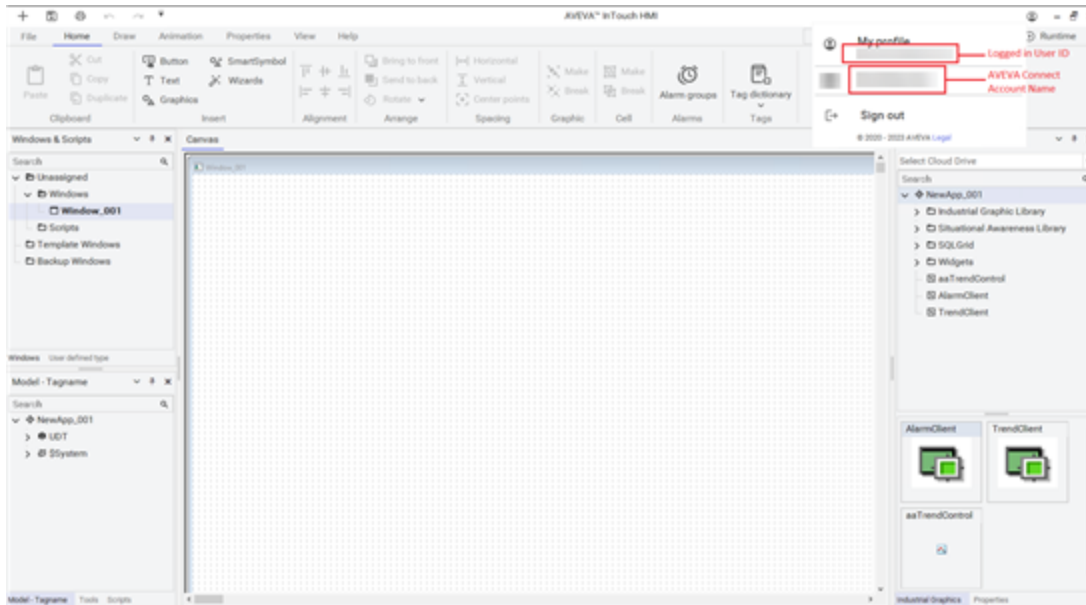 AVEVA™ InTouch HMI
File Home Draw Animation Properties View Help
Runtime
Paste
Cut
Copy
Duplicate
Clipboard
Button
Text
Graphics
SmartSymbol
Wizards
Insert
Alignment
Bring to front
Send to back
Rotate
Arrange
Horizontal
Vertical
Center points
Spacing
Make
Break
Graphic
Make
Break
Cell
Alarm groups
Alarms
Tag dictionary
Tags
My profile
Logged in User ID
AVEVA Connect
Account Name
Sign out
© 2020 - 2023 AVEVA Legal
Windows & Scripts
Search
Unassigned
Windows
Window_001
Scripts
Template Windows
Backup Windows
Windows User defined type
Model - Tagname
Search
NewApp_001
UDT
$System
Model - Tagname Tools Scripts
Canvas
Window_001
Select Cloud Drive
Search
NewApp_001
Industrial Graphic Library
Situational Awareness Library
SQLGrid
Widgets
aaTrendControl
AlarmClient
TrendClient
AlarmClient TrendClient
aaTrendControl
Industrial Graphics Properties